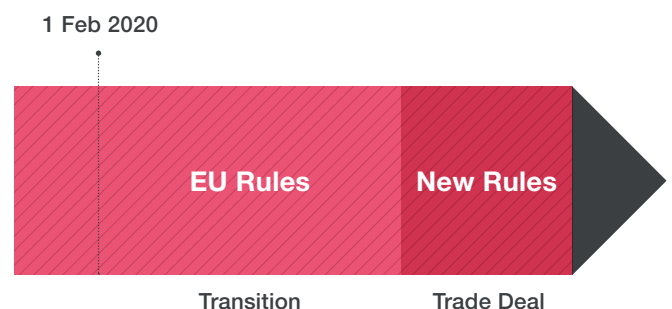 1 Feb 2020
EU Rules
New Rules
Transition
Trade Deal